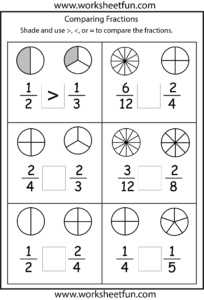 www.worksheetfun.com
Comparing Fractions
Shade and use >, <, or = to compare the fractions.
1/2 > 1/3
6/12 2/4
2/4 2/3
3/12 2/8
1/2 2/4
1/4 1/5
www.worksheetfun.com